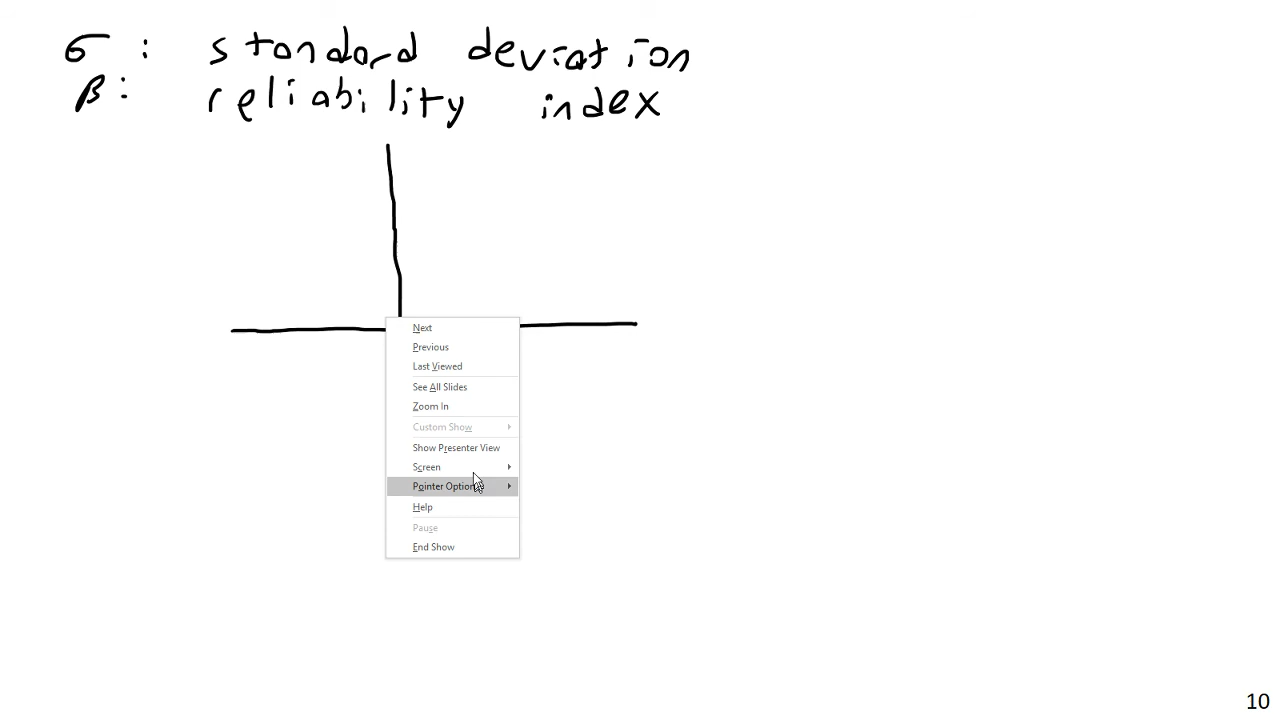 σ : standard deviation
β : reliability index
Next
Previous
Last Viewed
See All Slides
Zoom In
Custom Show
Show Presenter View
Screen
Pointer Options
Help
Pause
End Show
10